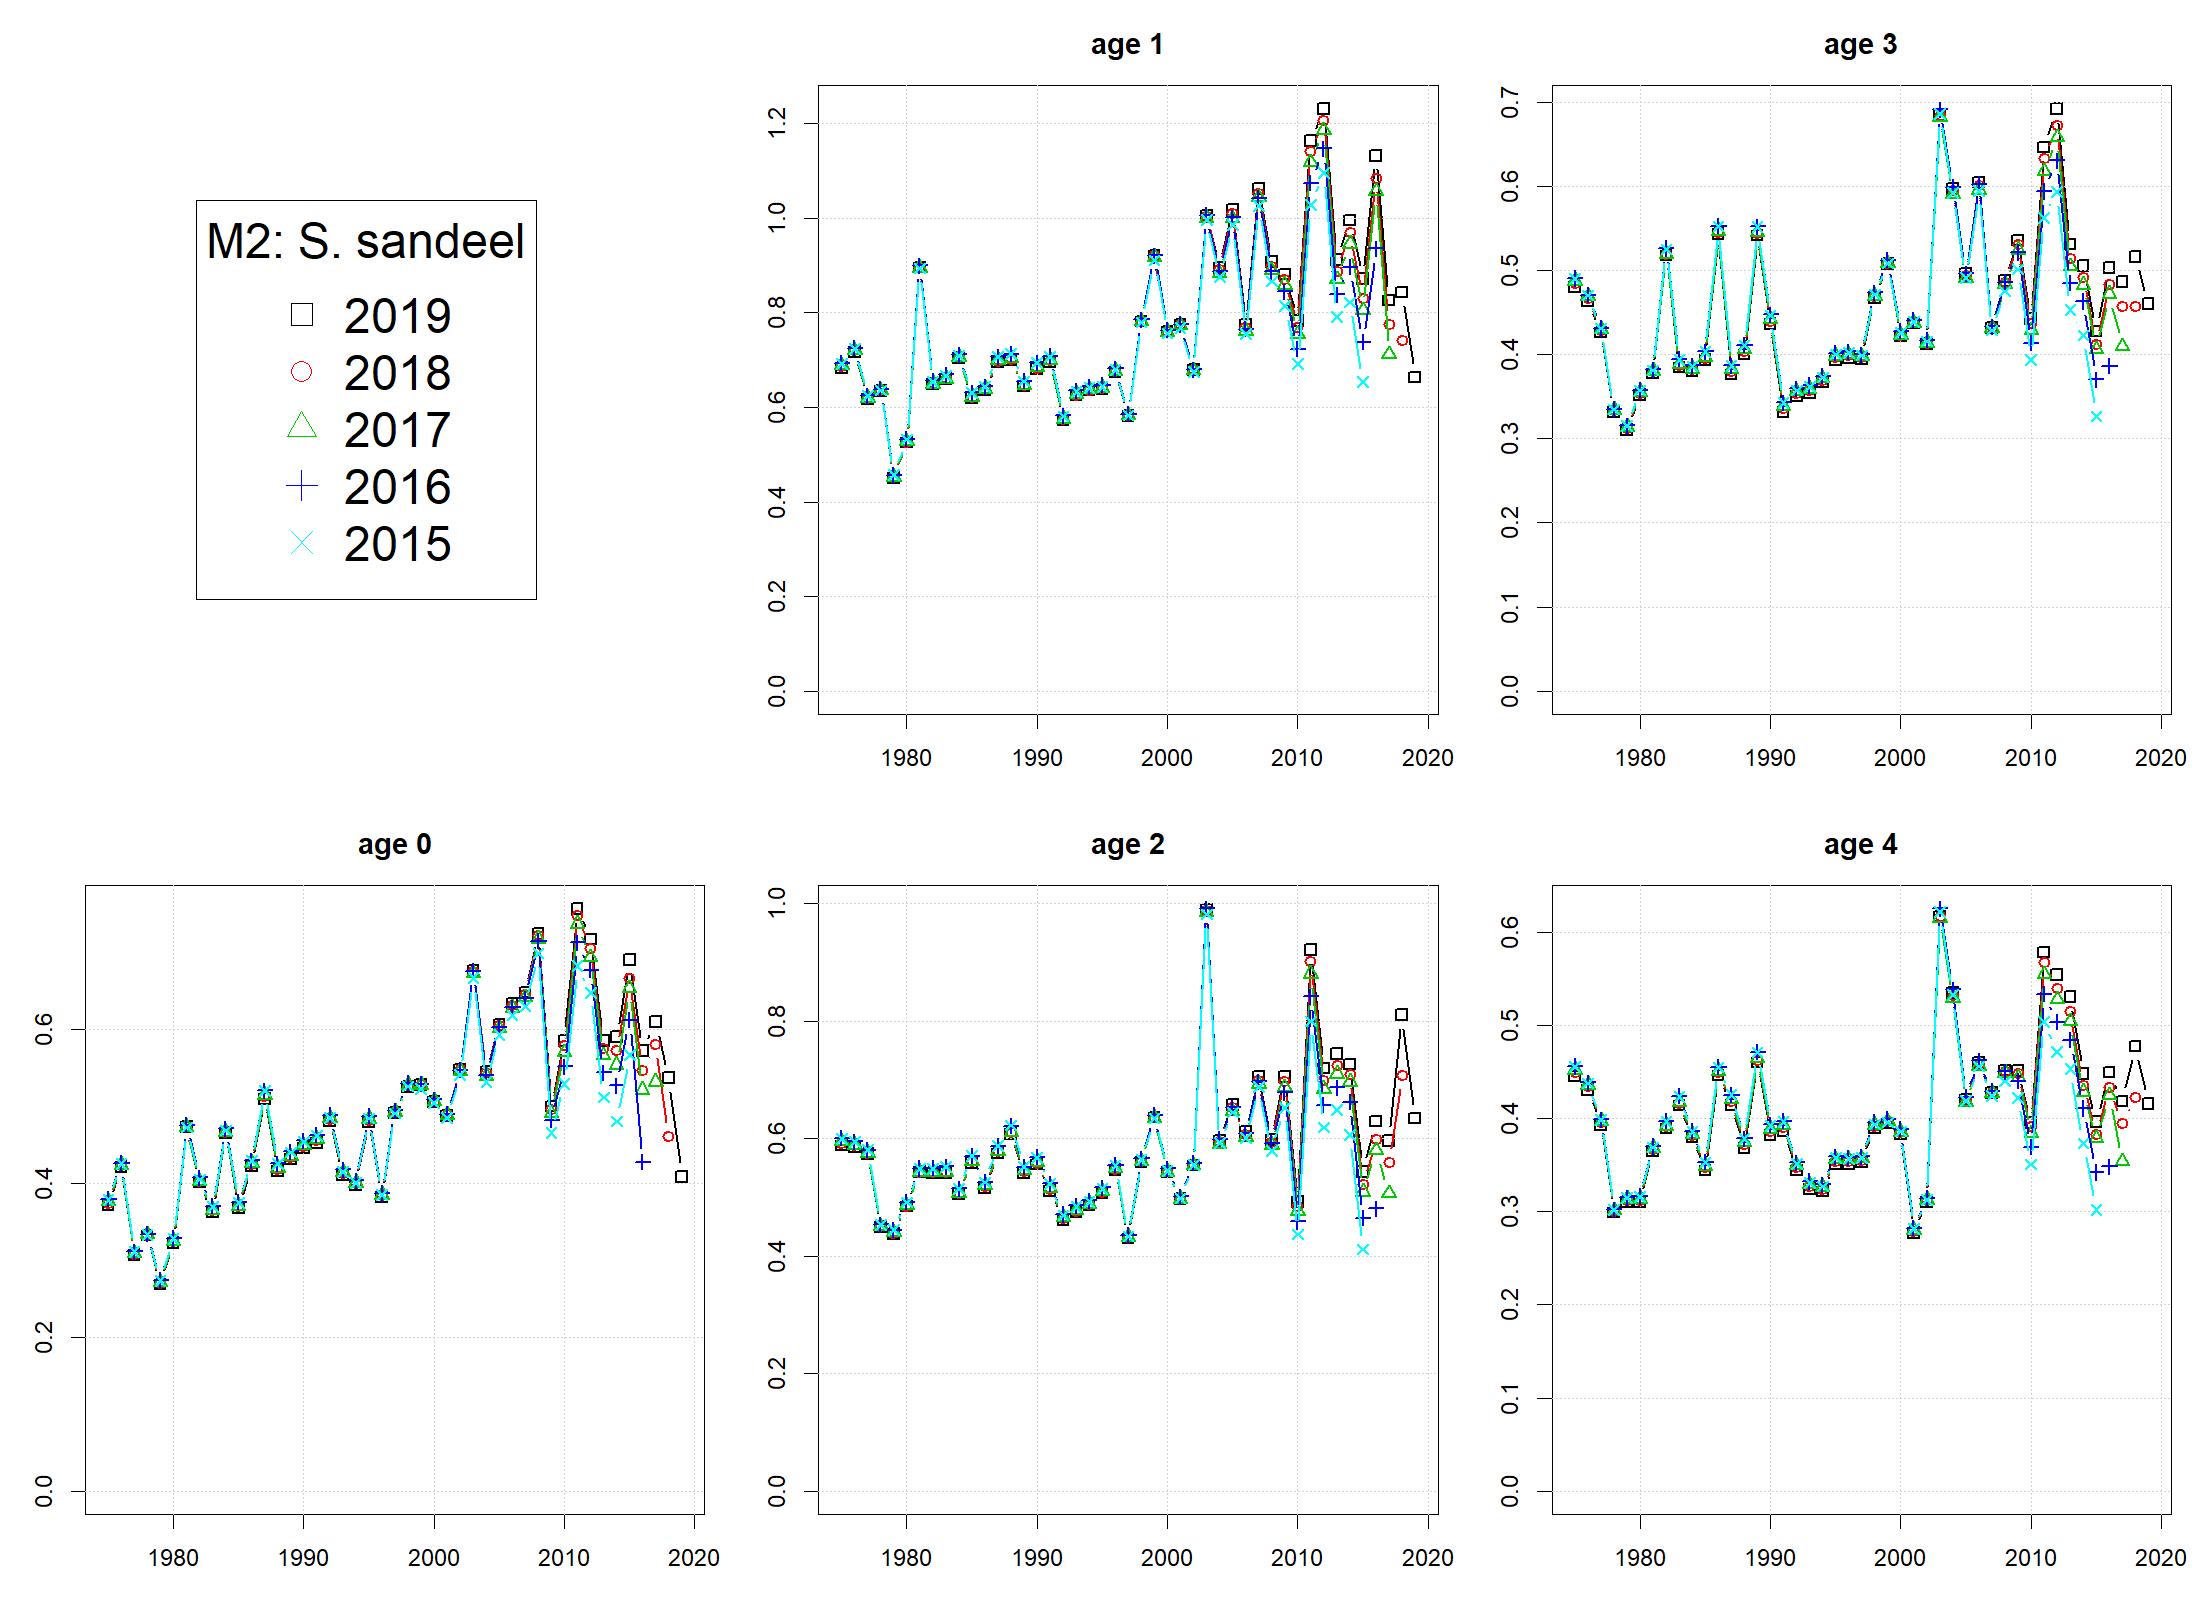 M2: S. sandeel
2019
2018
2017
2016
2015
age 1
0.0 0.2 0.4 0.6 0.8 1.0 1.2
1980 1990 2000 2010 2020
age 3
0.0 0.1 0.2 0.3 0.4 0.5 0.6 0.7
1980 1990 2000 2010 2020
age 0
0.0 0.2 0.4 0.6
1980 1990 2000 2010 2020
age 2
0.0 0.2 0.4 0.6 0.8 1.0
1980 1990 2000 2010 2020
age 4
0.0 0.1 0.2 0.3 0.4 0.5 0.6
1980 1990 2000 2010 2020